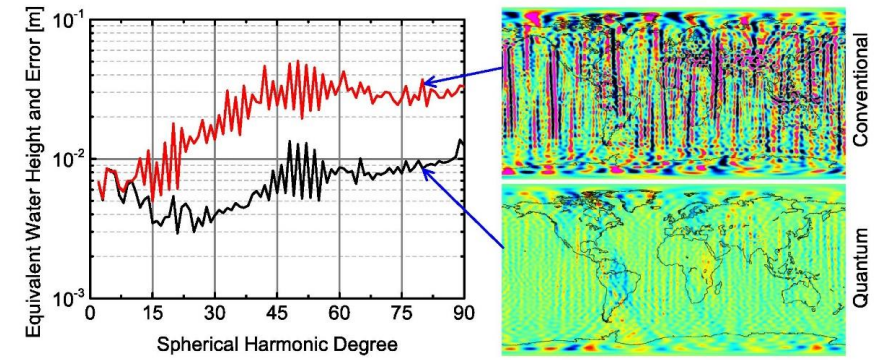 Equivalent Water Height and Error [m]
10-1
10-2
10-3
0 15 30 45 60 75 90
Spherical Harmonic Degree
Conventional
Quantum